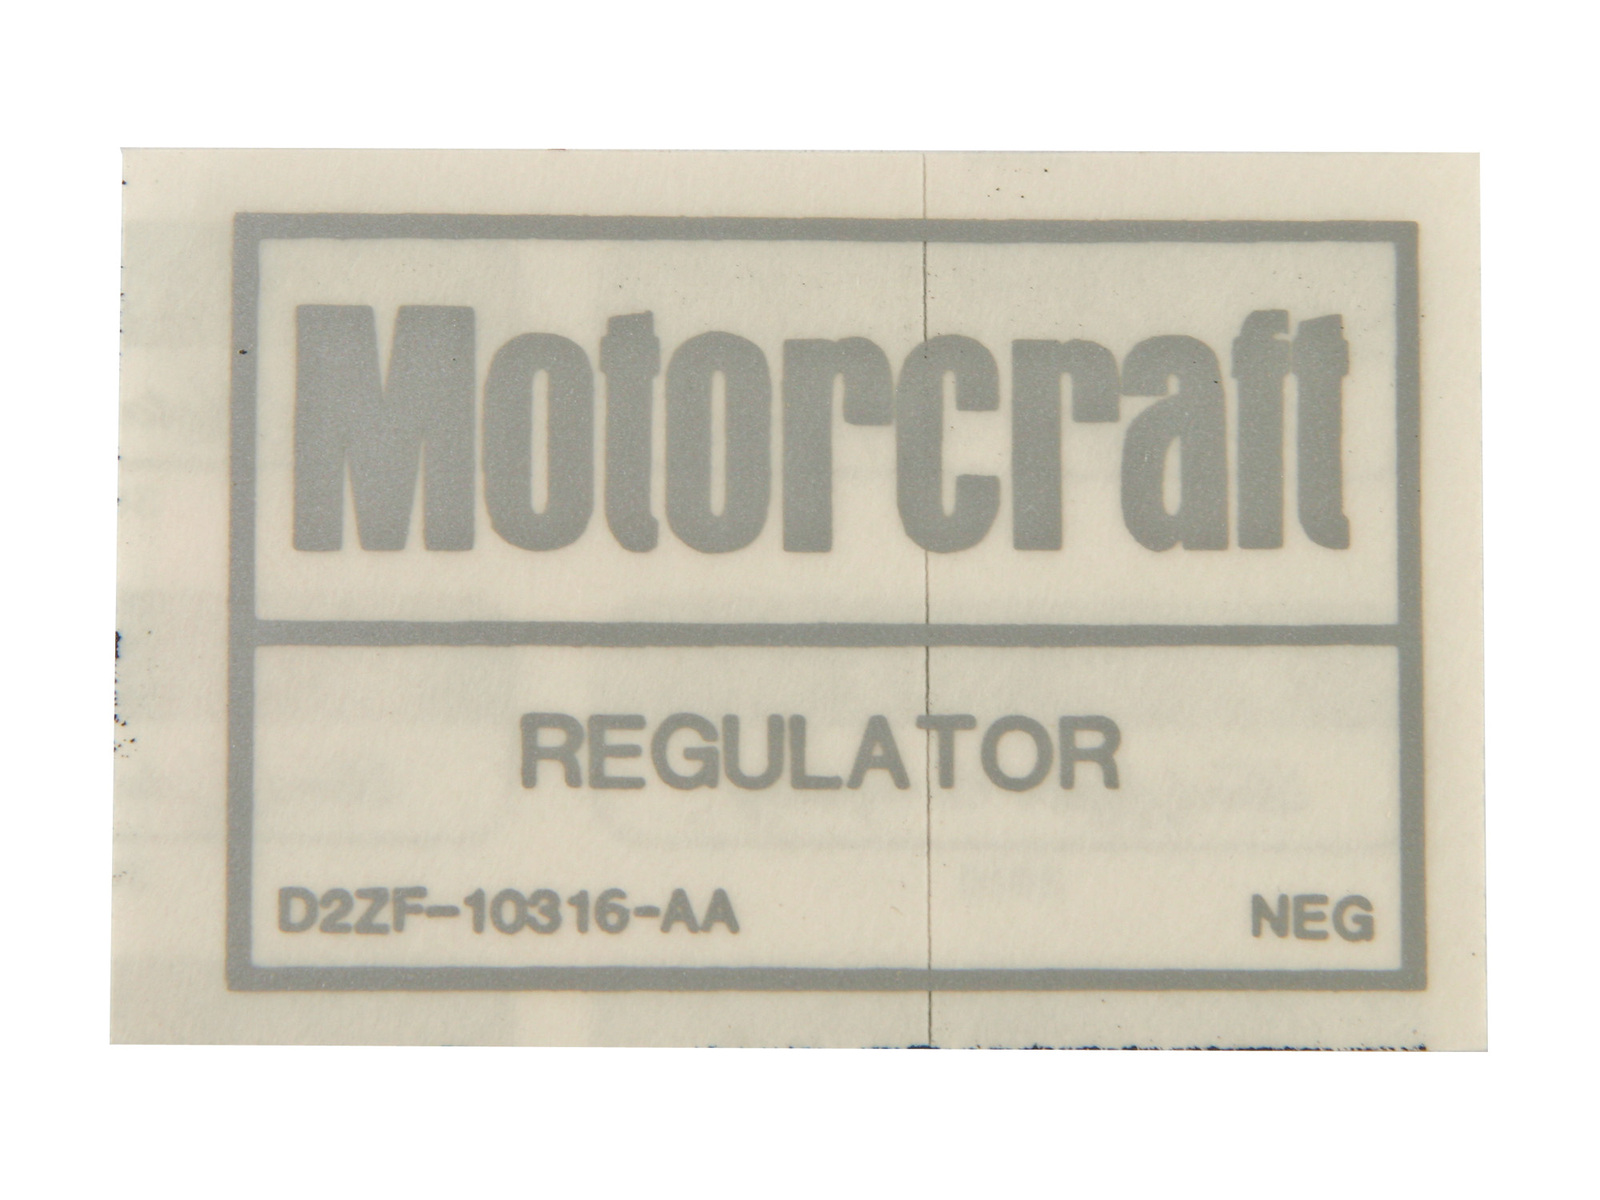 Motorcraft
REGULATOR
D2ZF-10316-AA NEG